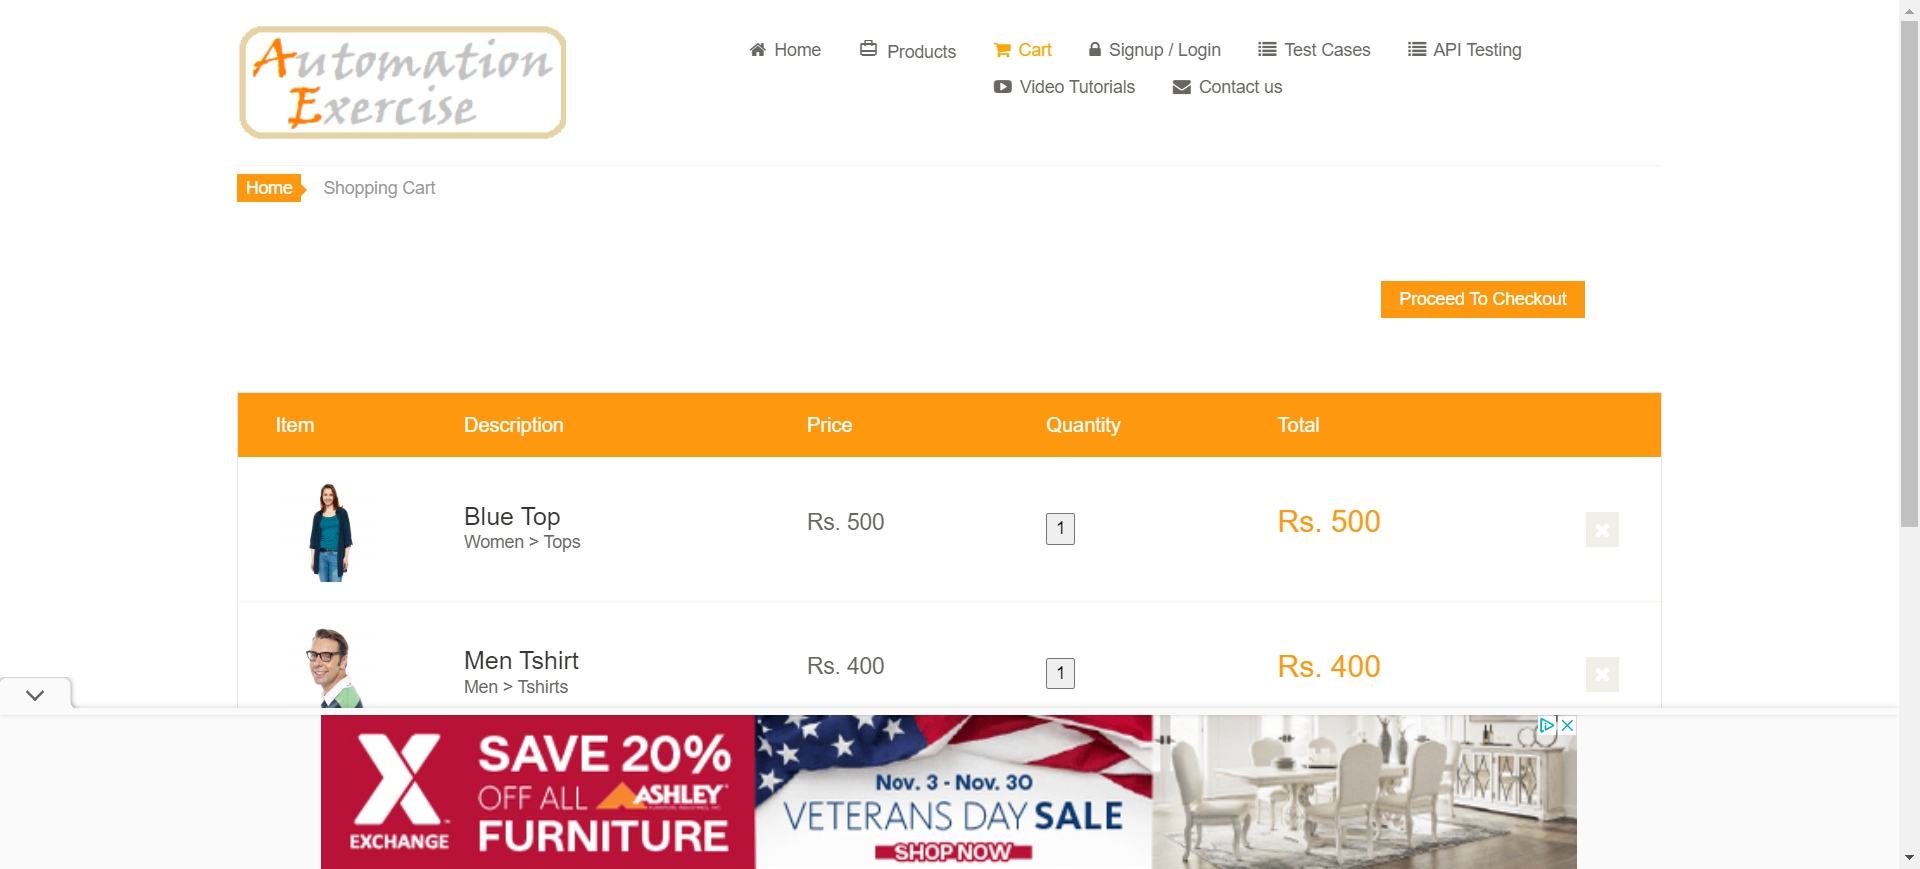 Automation
Exercise
Home
Products
Cart
Signup / Login
Test Cases
API Testing
Video Tutorials
Contact us
Home
Shopping Cart
Proceed To Checkout
Item Description Price Quantity Total
Blue Top
Women > Tops
Rs. 500
1
Rs. 500
Men Tshirt
Men > Tshirts
Rs. 400
1
Rs. 400
X
EXCHANGE
SAVE 20%
OFF ALL ASHLEY
FURNITURE
Nov. 3 - Nov. 30
VETERANS DAY SALE
SHOP NOW